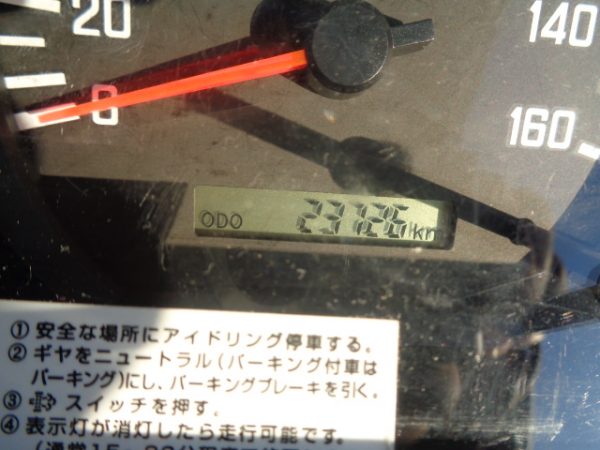 20
0
140
160
ODO 23726 km
① 安全な場所にアイドリング停車する。
② ギヤをニュートラル(パーキング付車は
パーキング)にし、パーキングブレーキを引く。
③ スイッチを押す。
④ 表示灯が消灯したら走行可能です。